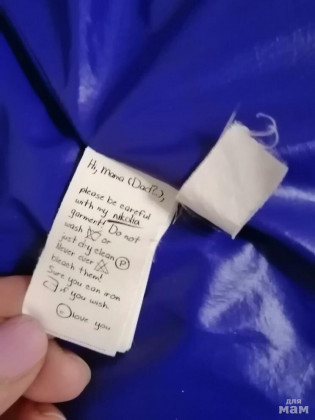 Hi, Mama (Dad?),
please be careful
with my nikolia
garment! Do not
wash or
just dry clean P
Never ever
bleach them!
Sure you can iron
if you wish
love you
для
мам